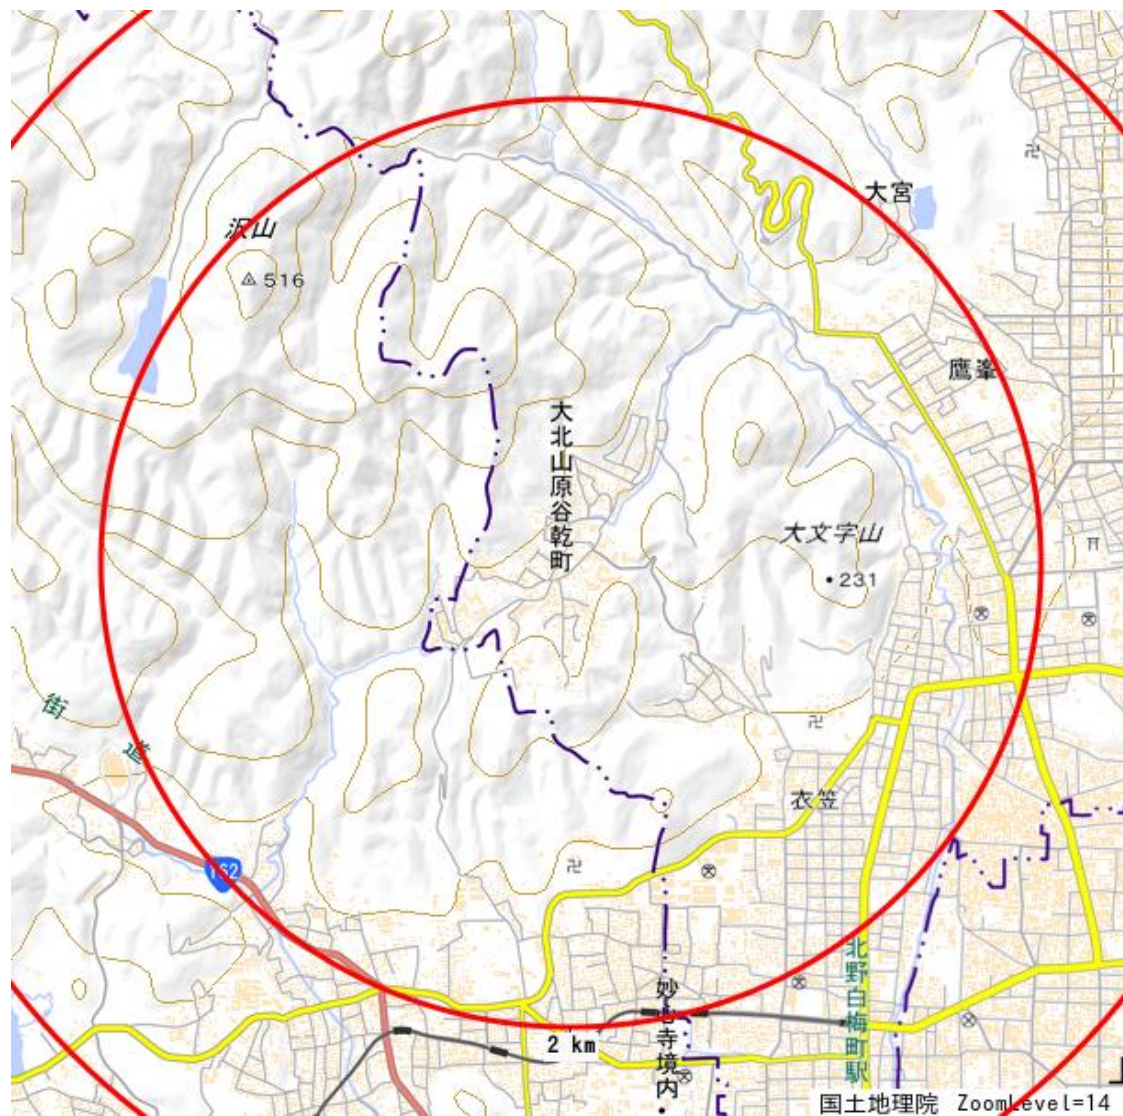 大宮
沢山
516
鷹峯
大北山原谷乾町
大文字山
231
街道
衣笠
162
北野白梅町駅
妙心寺境内
2 km
国土地理院 ZoomLevel=14